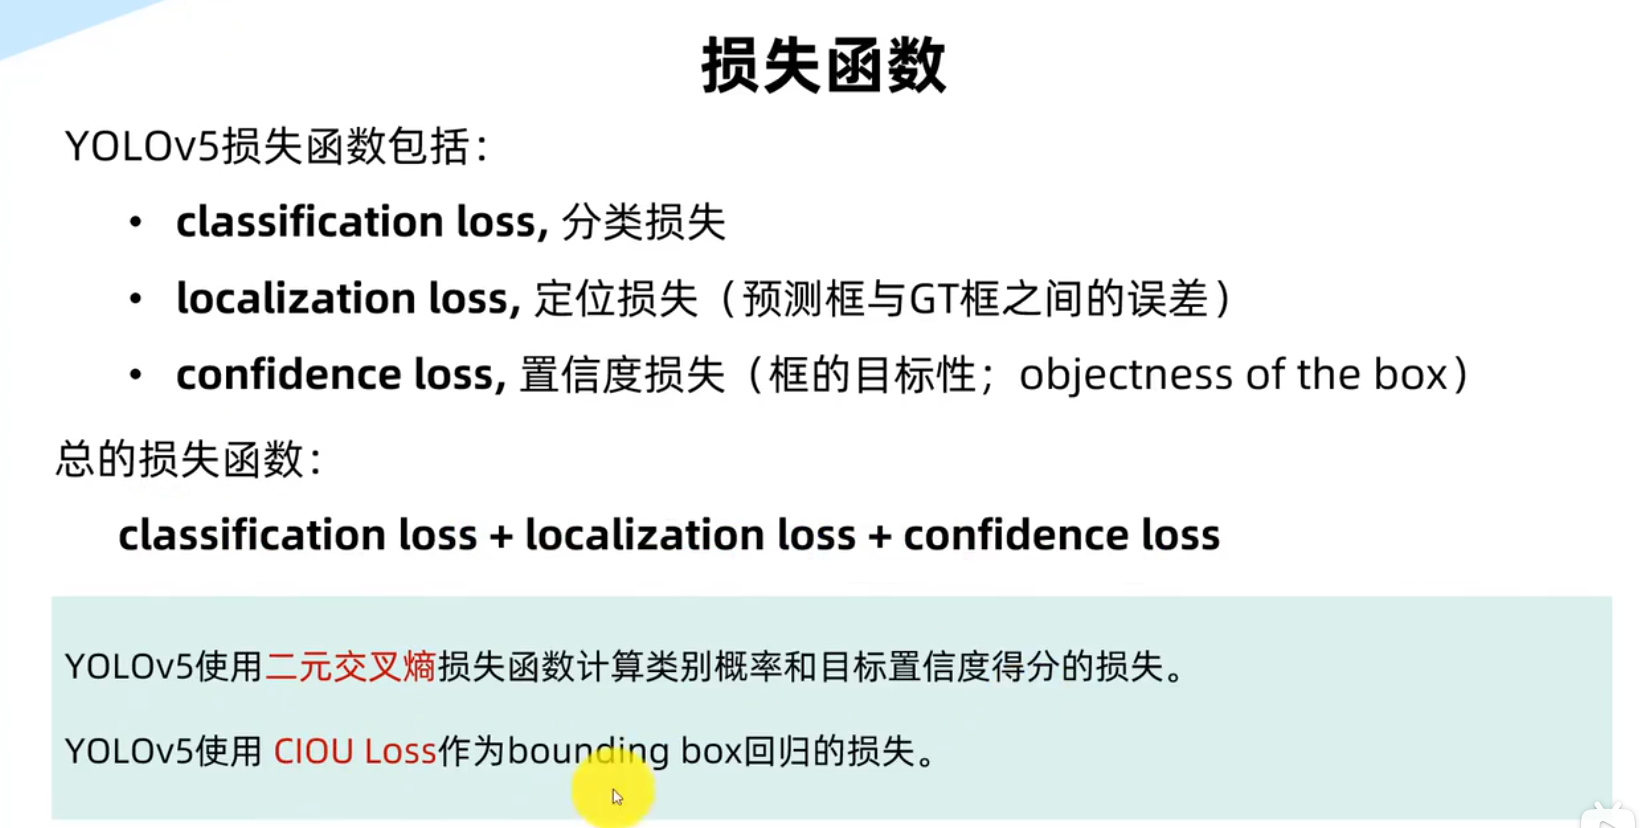 损失函数
YOLOv5损失函数包括：
• classification loss, 分类损失
• localization loss, 定位损失（预测框与GT框之间的误差）
• confidence loss, 置信度损失（框的目标性；objectness of the box）
总的损失函数：
classification loss + localization loss + confidence loss
YOLOv5使用二元交叉熵损失函数计算类别概率和目标置信度得分的损失。
YOLOv5使用 CIOU Loss作为bounding box回归的损失。